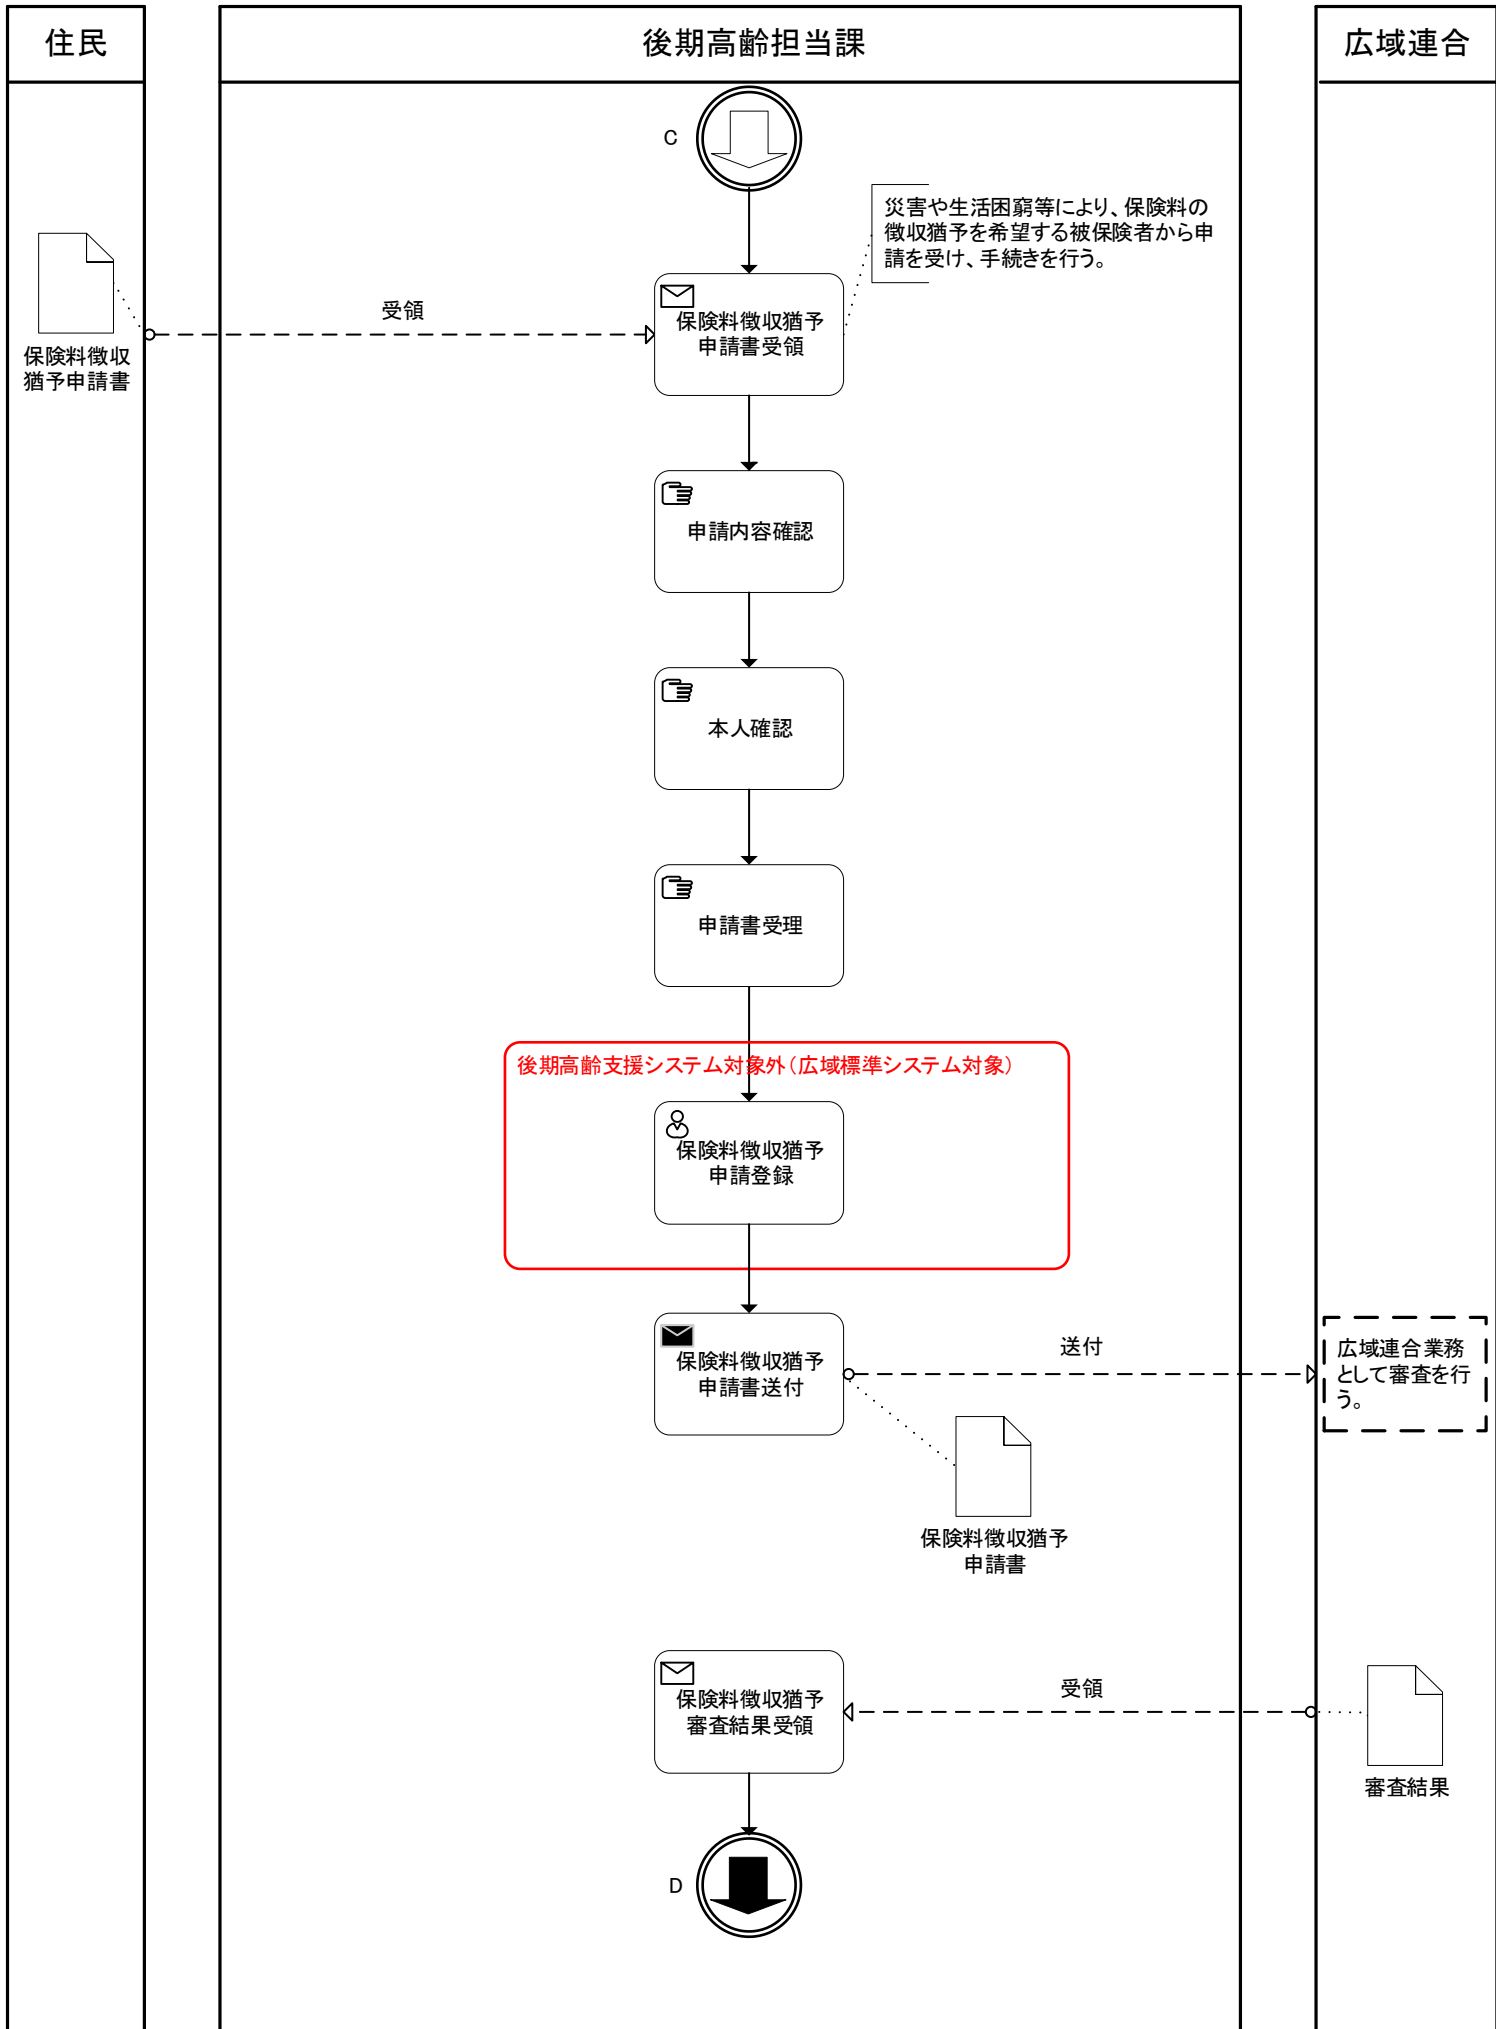 住民
後期高齢担当課
広域連合
C
災害や生活困窮等により、保険料の
徴収猶予を希望する被保険者から申
請を受け、手続きを行う。
保険料徴収
猶予申請書
受領
保険料徴収猶予
申請書受領
申請内容確認
本人確認
申請書受理
後期高齢支援システム対象外（広域標準システム対象）
保険料徴収猶予
申請登録
保険料徴収猶予
申請書送付
送付
広域連合業務
として審査を行
う。
保険料徴収猶予
申請書
保険料徴収猶予
審査結果受領
受領
審査結果
D